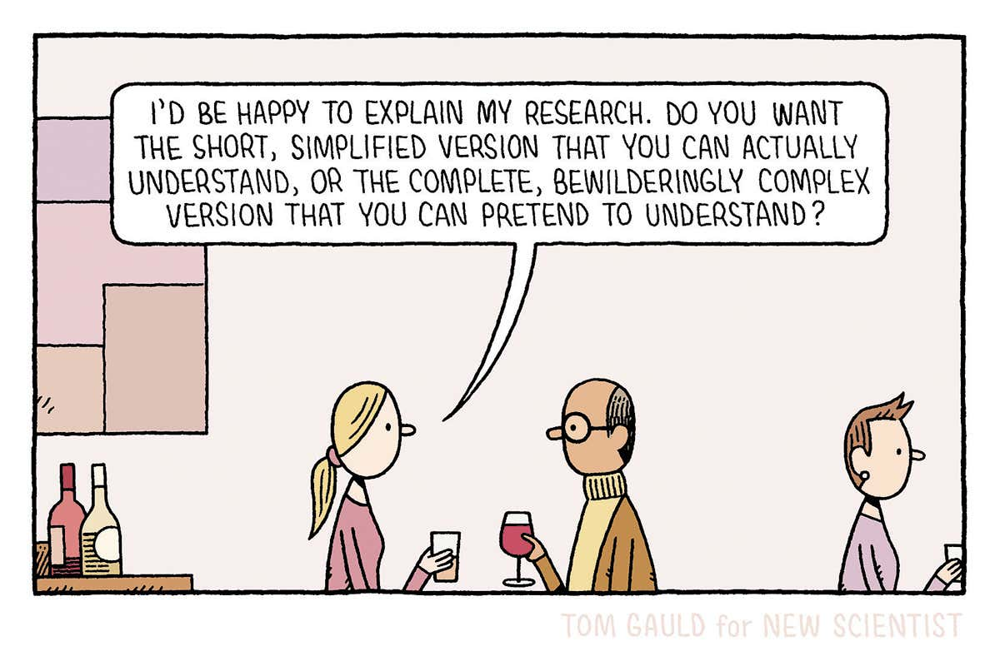 I'D BE HAPPY TO EXPLAIN MY RESEARCH. DO YOU WANT
THE SHORT, SIMPLIFIED VERSION THAT YOU CAN ACTUALLY
UNDERSTAND, OR THE COMPLETE, BEWILDERINGLY COMPLEX
VERSION THAT YOU CAN PRETEND TO UNDERSTAND?
TOM GAULD for NEW SCIENTIST